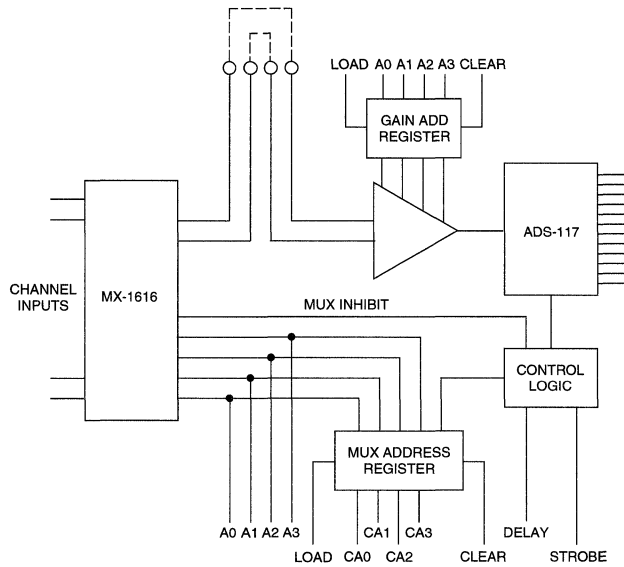 LOAD A0 A1 A2 A3 CLEAR
GAIN ADD
REGISTER
ADS-117
MX-1616
CHANNEL
INPUTS
MUX INHIBIT
CONTROL
LOGIC
MUX ADDRESS
REGISTER
A0 A1 A2 A3
CA1 CA3
DELAY
LOAD CA0 CA2 CLEAR STROBE